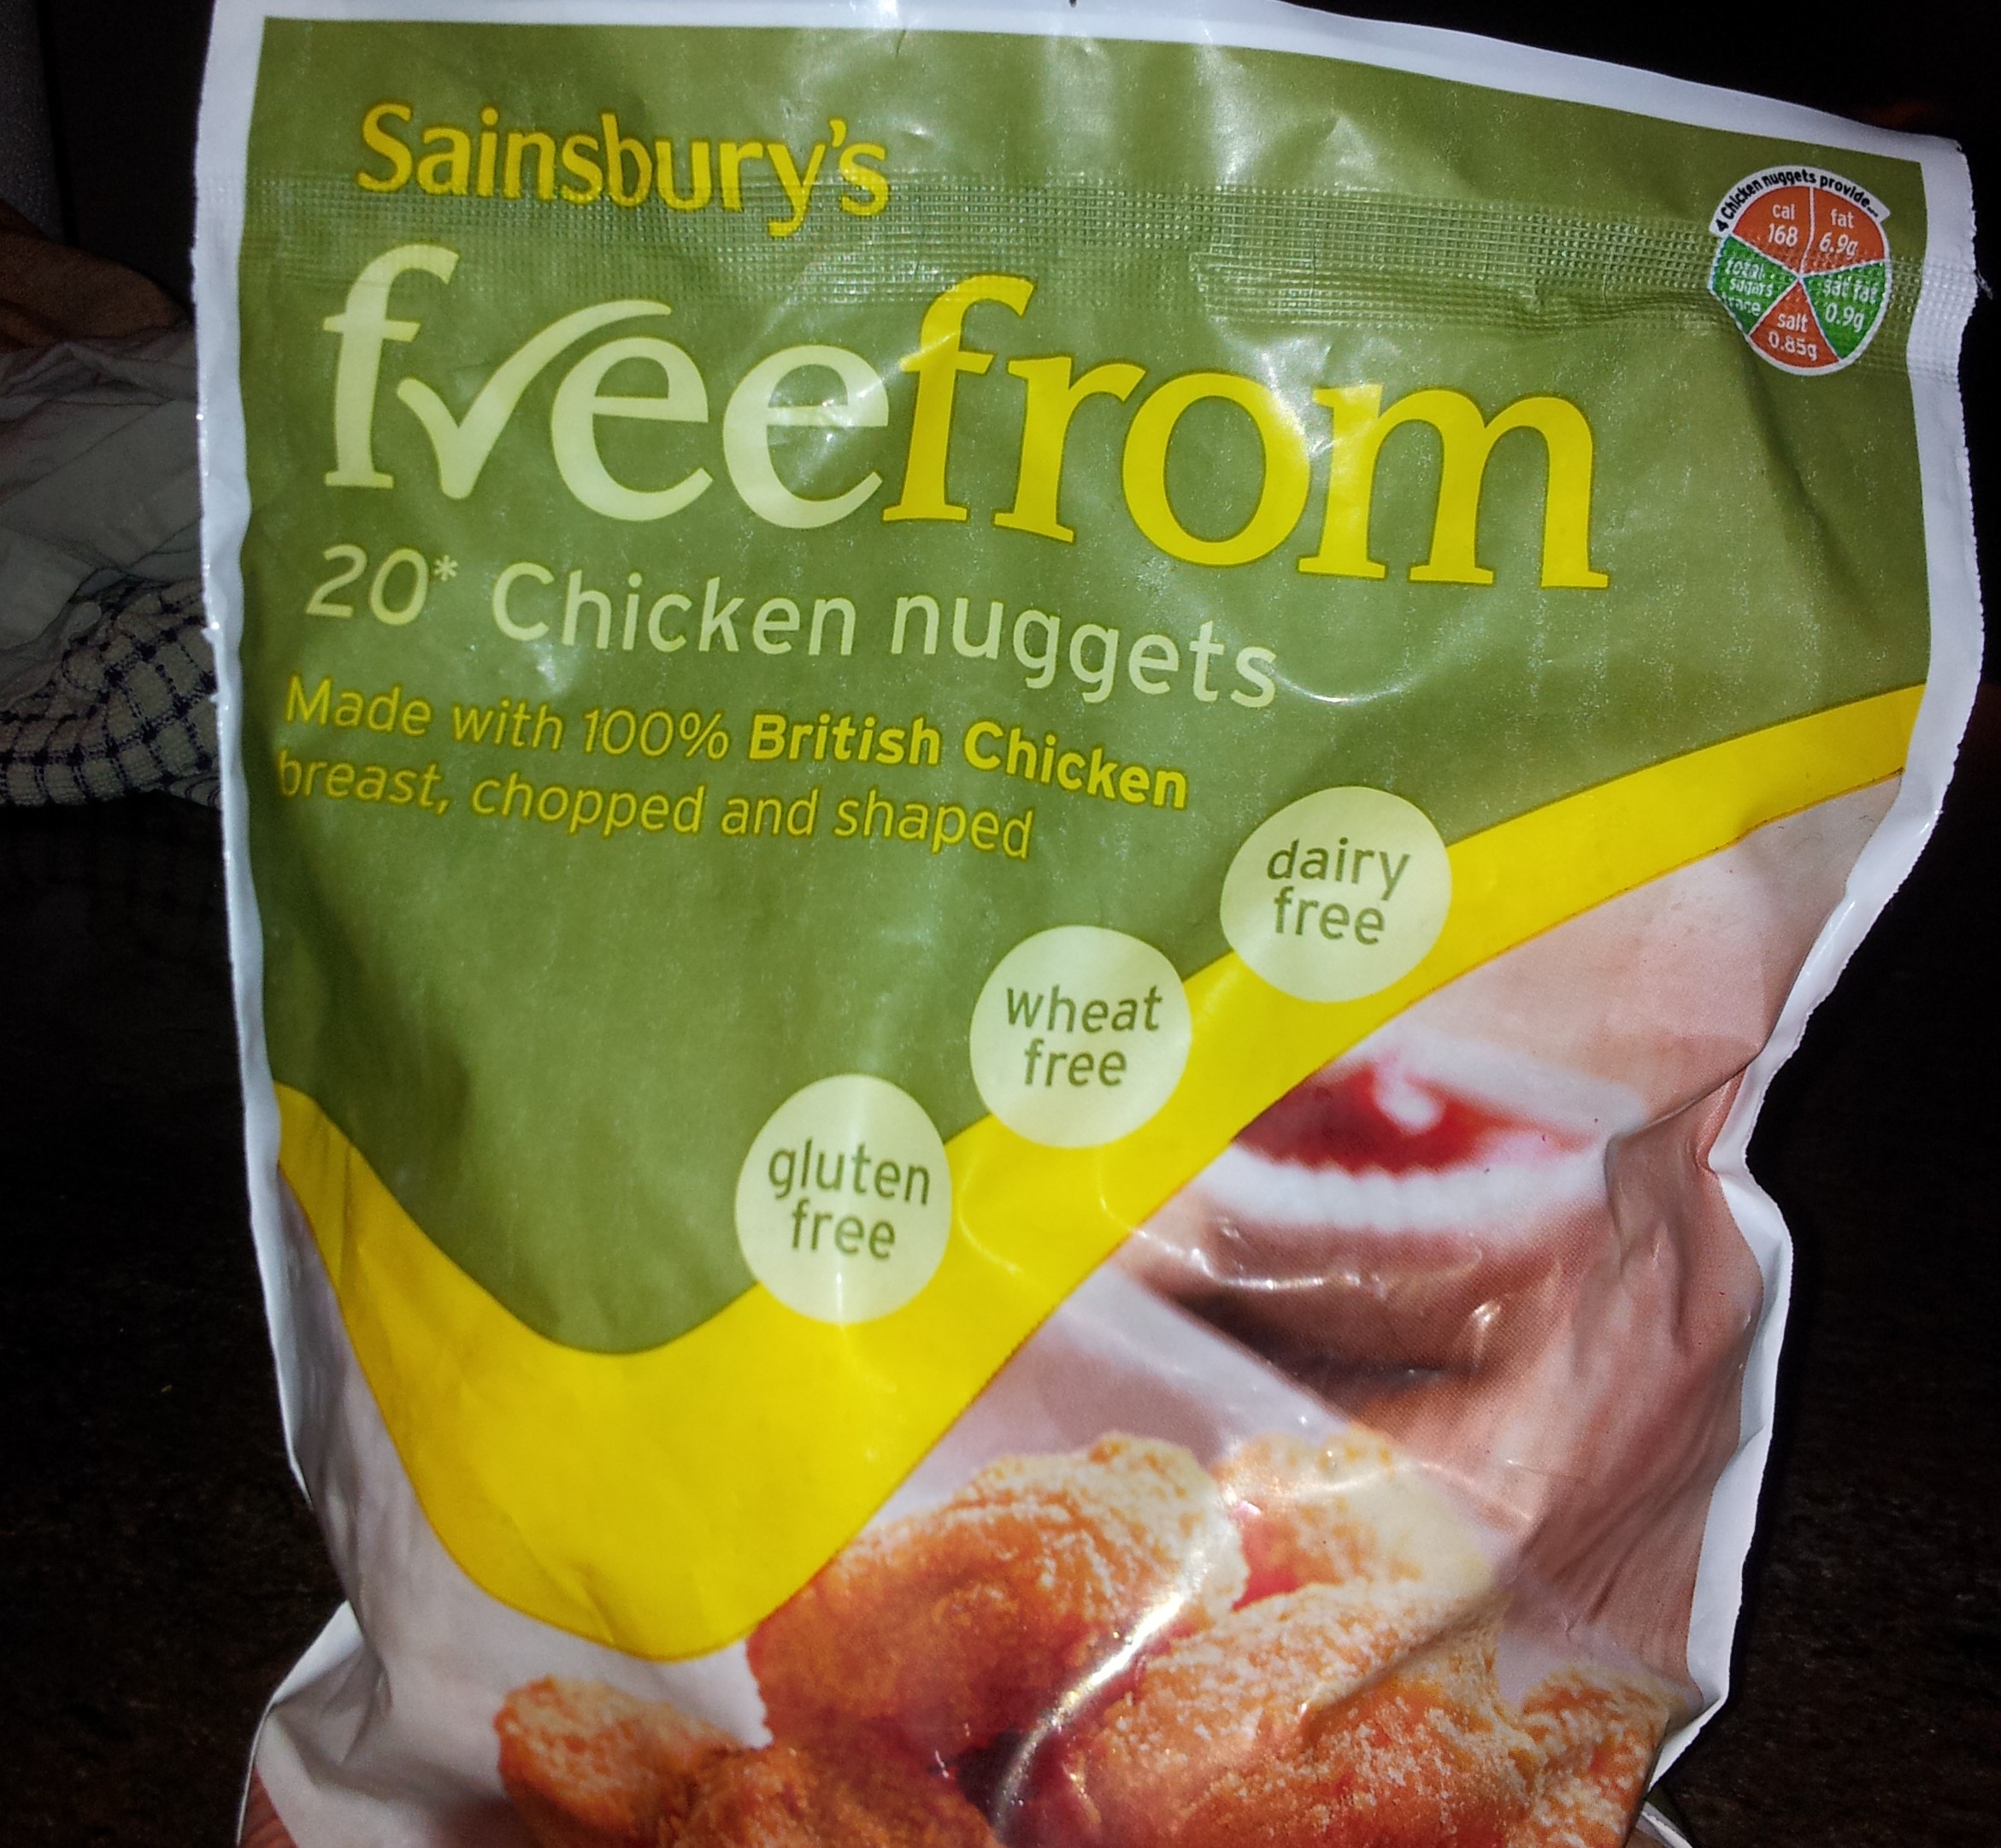 Sainsbury's
freefrom
20* Chicken nuggets
Made with 100% British Chicken
breast, chopped and shaped
4 Chicken nuggets provide...
cal
168
fat
6.9g
total
sugars
trace
sat fat
0.9g
salt
0.85g
dairy
free
wheat
free
gluten
free